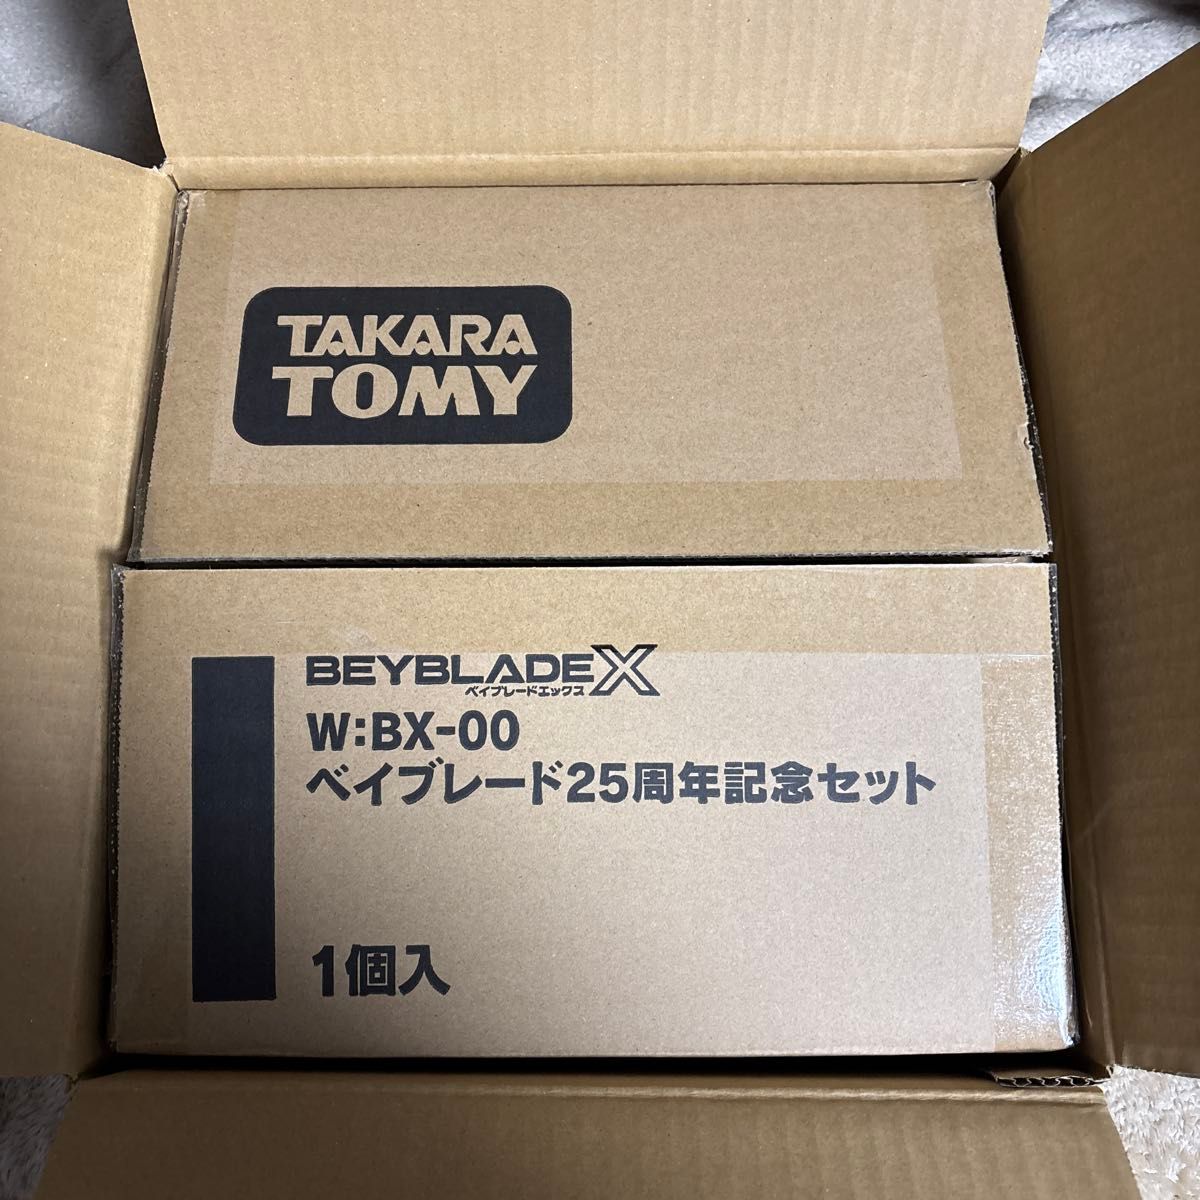 TAKARA
TOMY
BEYBLADE X
ベイブレードエックス
W:BX-00
ベイブレード25周年記念セット
1個入